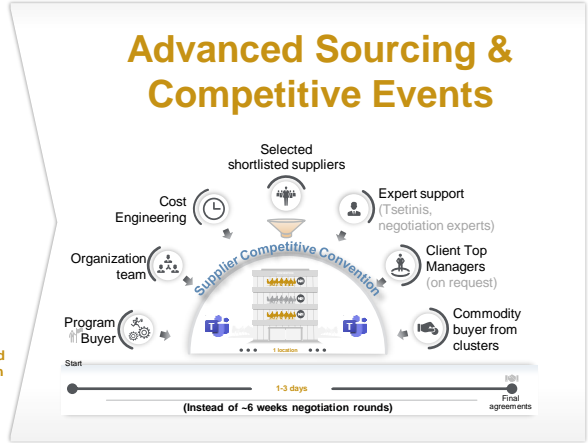 Advanced Sourcing &
Competitive Events
Selected
shortlisted suppliers
Cost
Engineering
Expert support
(Tsetinis,
negotiation experts)
Organization
team
Supplier Competitive Convention
Client Top
Managers
(on request)
Program
Buyer
Commodity
buyer from
clusters
1 location
Start
1-3 days
(Instead of ~6 weeks negotiation rounds)
Final
agreements